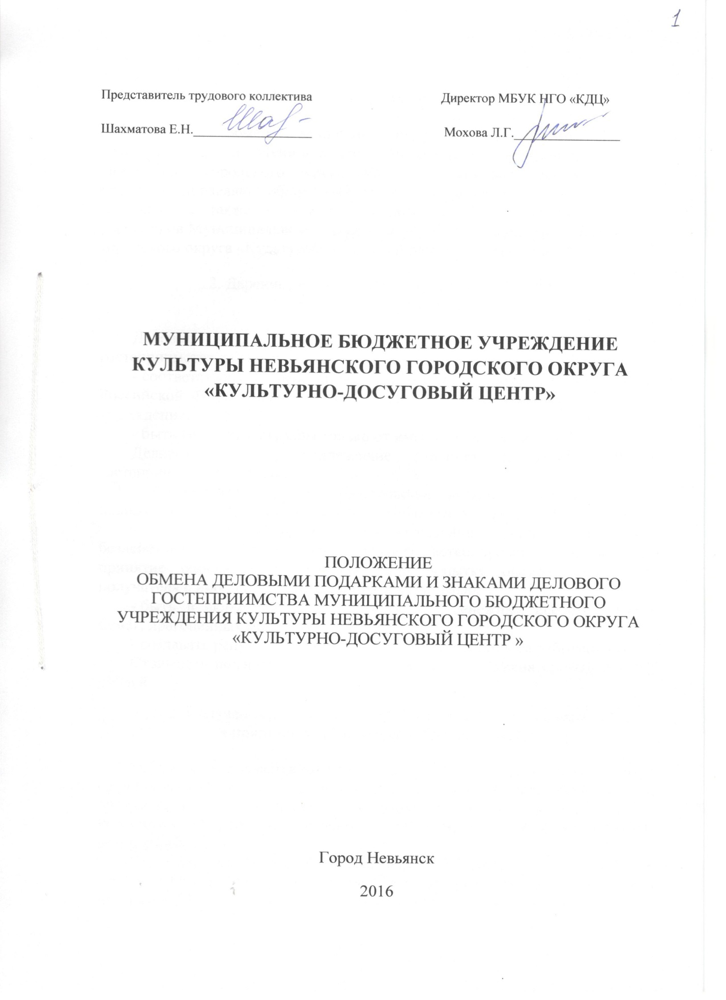 1
Представитель трудового коллектива
Директор МБУК НГО «КДЦ»
Шахматова Е.Н.
Мохова Л.Г.
МУНИЦИПАЛЬНОЕ БЮДЖЕТНОЕ УЧРЕЖДЕНИЕ
КУЛЬТУРЫ НЕВЬЯНСКОГО ГОРОДСКОГО ОКРУГА
«КУЛЬТУРНО-ДОСУГОВЫЙ ЦЕНТР»
ПОЛОЖЕНИЕ
ОБМЕНА ДЕЛОВЫМИ ПОДАРКАМИ И ЗНАКАМИ ДЕЛОВОГО
ГОСТЕПРИИМСТВА МУНИЦИПАЛЬНОГО БЮДЖЕТНОГО
УЧРЕЖДЕНИЯ КУЛЬТУРЫ НЕВЬЯНСКОГО ГОРОДСКОГО ОКРУГА
«КУЛЬТУРНО-ДОСУГОВЫЙ ЦЕНТР »
Город Невьянск
2016